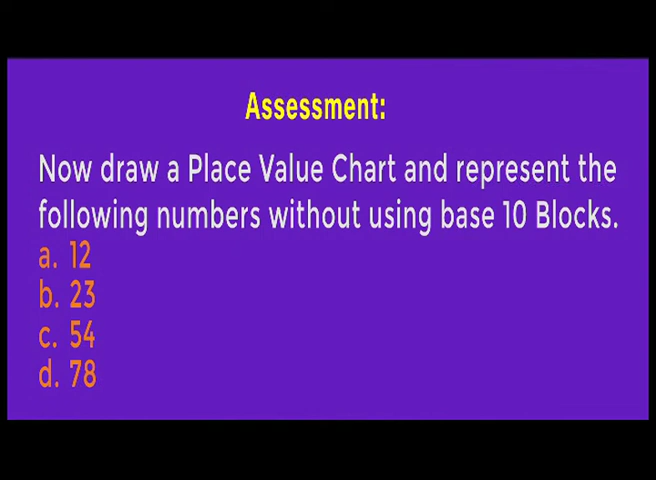 Assessment:
Now draw a Place Value Chart and represent the
following numbers without using base 10 Blocks.
a. 12
b. 23
c. 54
d. 78